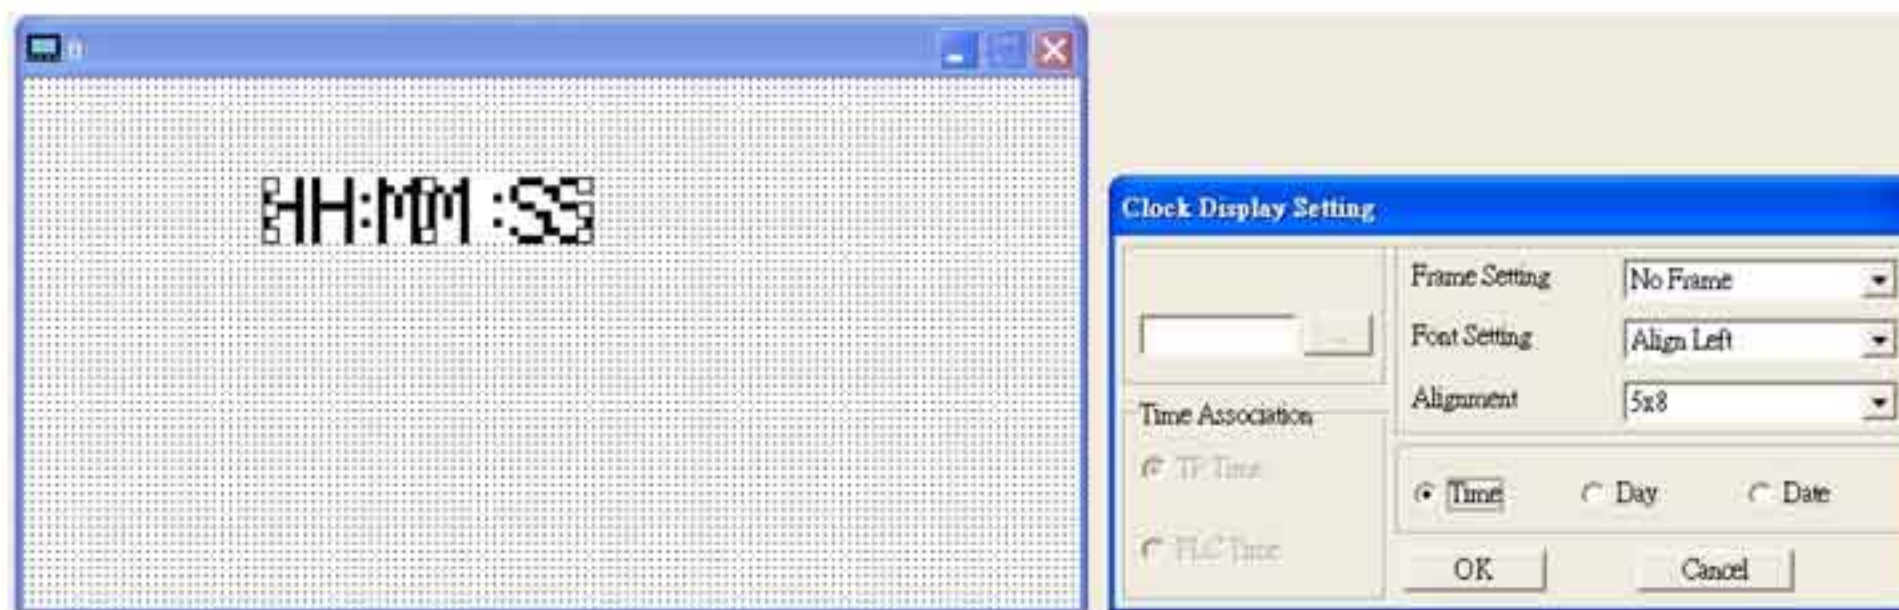 HH:MM :SS
Clock Display Setting
Frame Setting No Frame
Font Setting Align Left
Alignment 5x8
Time Association
TP Time
PLC Time
Time Day Date
OK Cancel